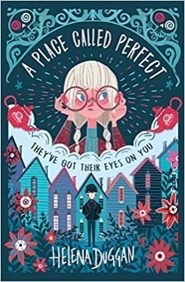 A PLACE CALLED PERFECT
THEY'VE GOT THEIR EYES ON YOU
HELENA DUGGAN